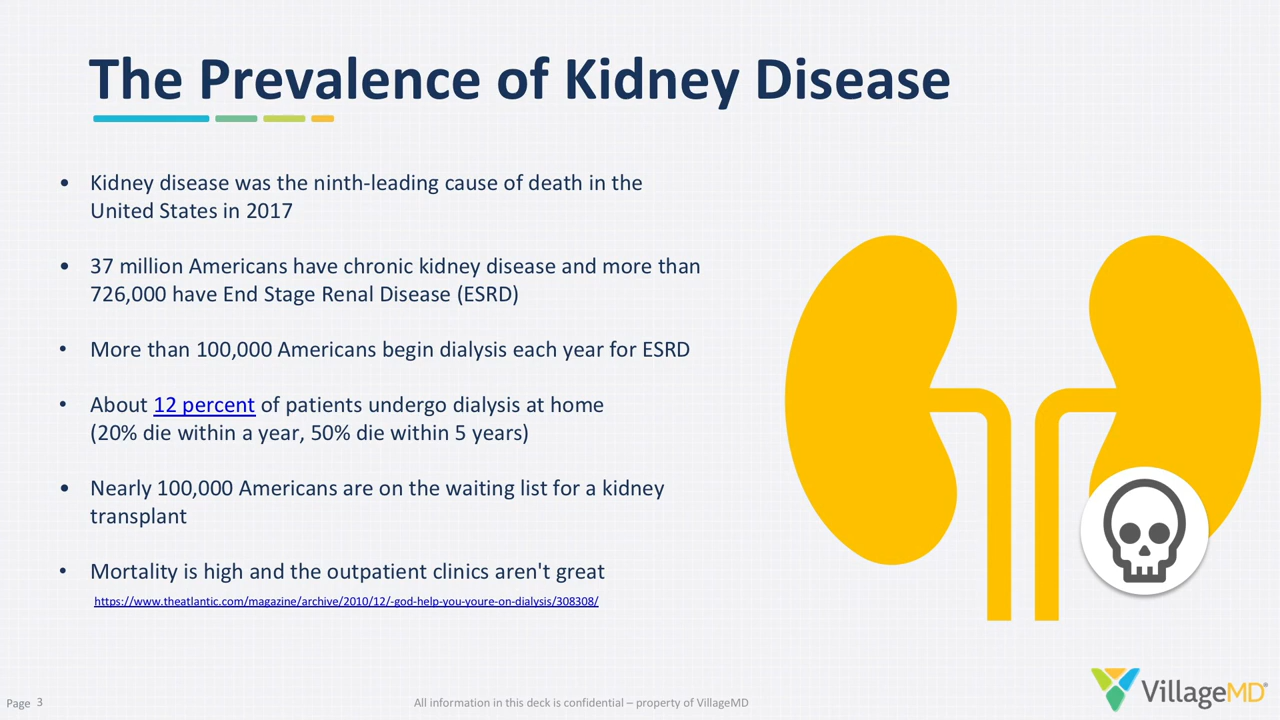 The Prevalence of Kidney Disease
• Kidney disease was the ninth-leading cause of death in the
United States in 2017
• 37 million Americans have chronic kidney disease and more than
726,000 have End Stage Renal Disease (ESRD)
• More than 100,000 Americans begin dialysis each year for ESRD
• About 12 percent of patients undergo dialysis at home
(20% die within a year, 50% die within 5 years)
• Nearly 100,000 Americans are on the waiting list for a kidney
transplant
• Mortality is high and the outpatient clinics aren't great
https://www.theatlantic.com/magazine/archive/2010/12/-god-help-you-youre-on-dialysis/308308/
Page 3
All information in this deck is confidential – property of VillageMD
VillageMD®